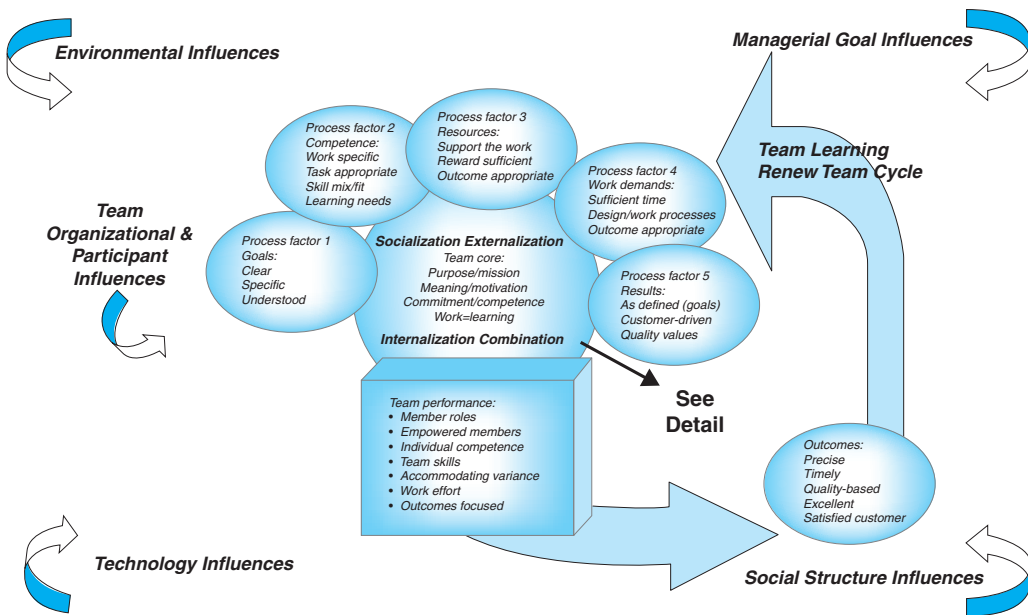 Environmental Influences
Managerial Goal Influences
Process factor 2
Competence:
Work specific
Task appropriate
Skill mix/fit
Learning needs
Process factor 3
Resources:
Support the work
Reward sufficient
Outcome appropriate
Process factor 4
Work demands:
Sufficient time
Design/work processes
Outcome appropriate
Team Learning
Renew Team Cycle
Team
Organizational &
Participant
Influences
Process factor 1
Goals:
Clear
Specific
Understood
Socialization Externalization
Team core:
Purpose/mission
Meaning/motivation
Commitment/competence
Work=learning
Internalization Combination
Process factor 5
Results:
As defined (goals)
Customer-driven
Quality values
See
Detail
Team performance:
• Member roles
• Empowered members
• Individual competence
• Team skills
• Accommodating variance
• Work effort
• Outcomes focused
Outcomes:
Precise
Timely
Quality-based
Excellent
Satisfied customer
Technology Influences
Social Structure Influences